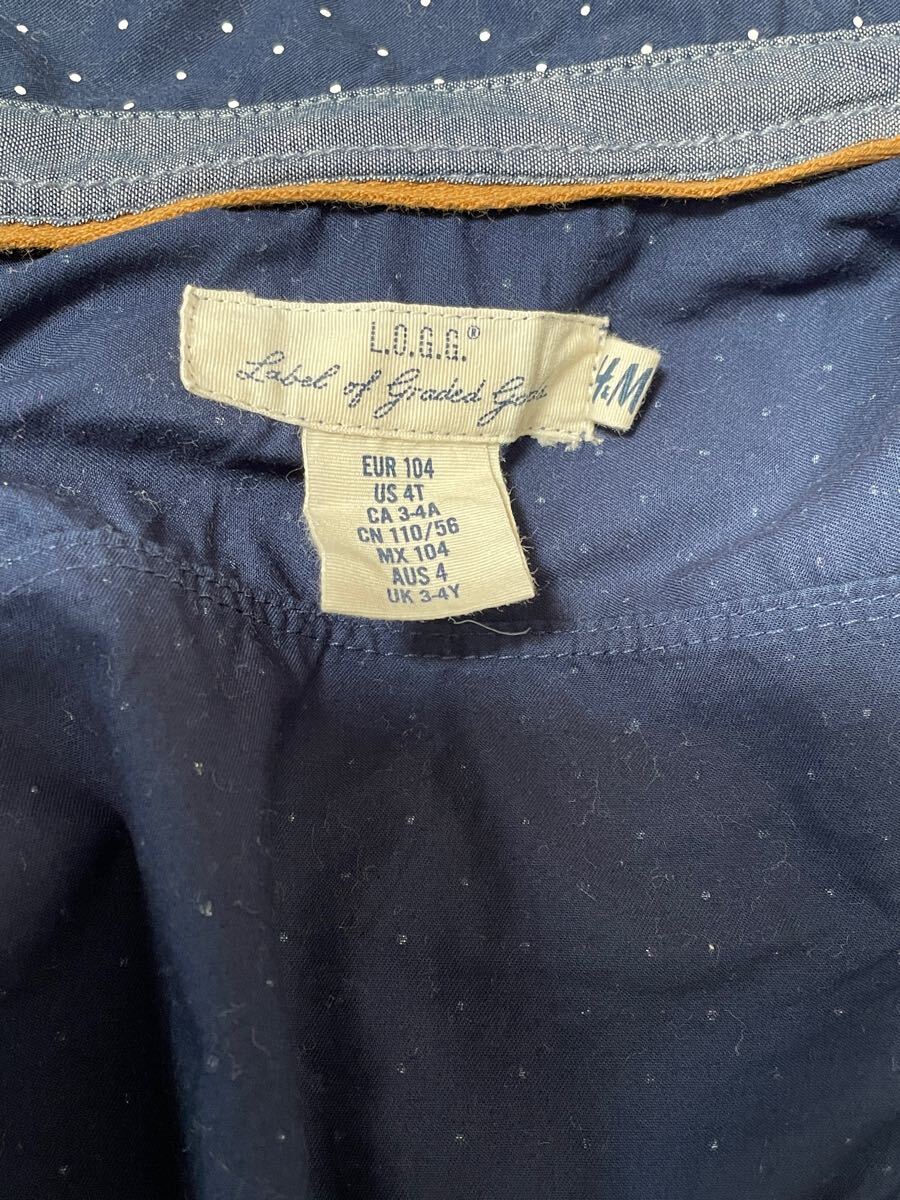 L.O.G.G.®
Label of Graded Goods
H&M
EUR 104
US 4T
CA 3-4A
CN 110/56
MX 104
AUS 4
UK 3-4Y